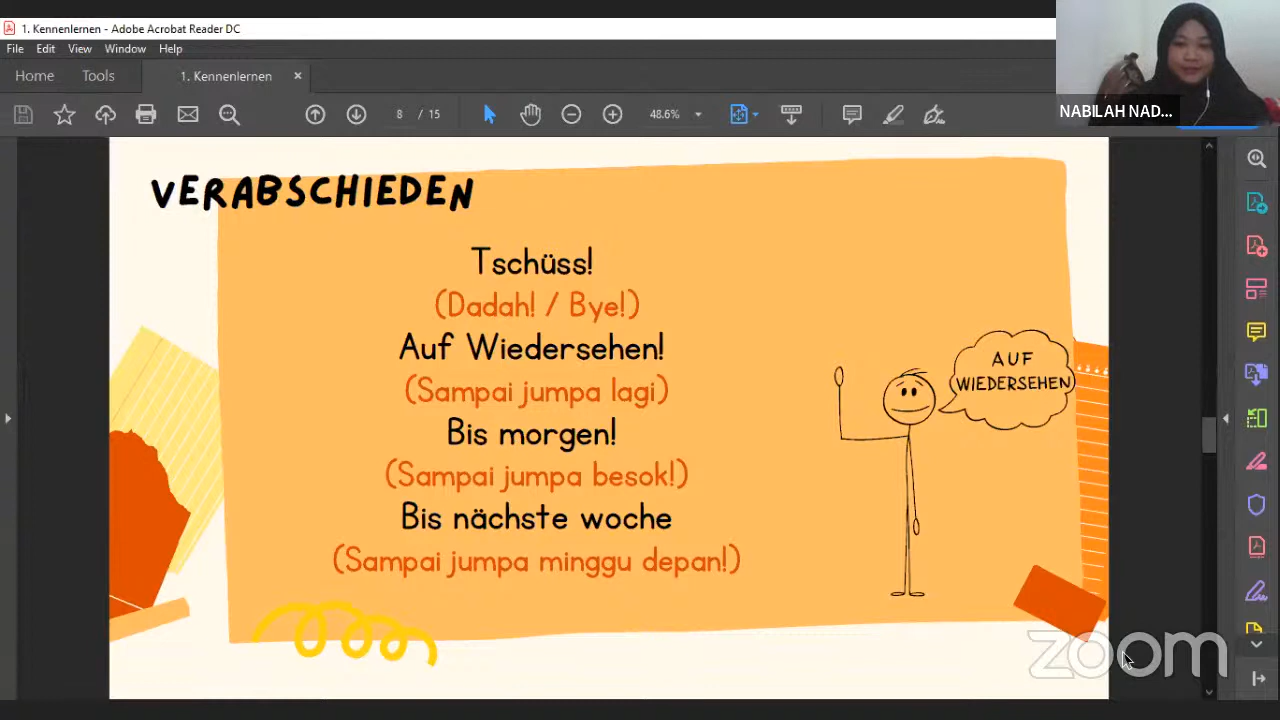 1. Kennenlernen - Adobe Acrobat Reader DC
File Edit View Window Help
Home Tools 1. Kennenlernen ×
8 / 15 48.6%
NABILAH NAD...
VERABSCHIEDEN
Tschüss!
(Dadah! / Bye!)
Auf Wiedersehen!
(Sampai jumpa lagi)
Bis morgen!
(Sampai jumpa besok!)
Bis nächste woche
(Sampai jumpa minggu depan!)
AUF
WIEDERSEHEN
zoom